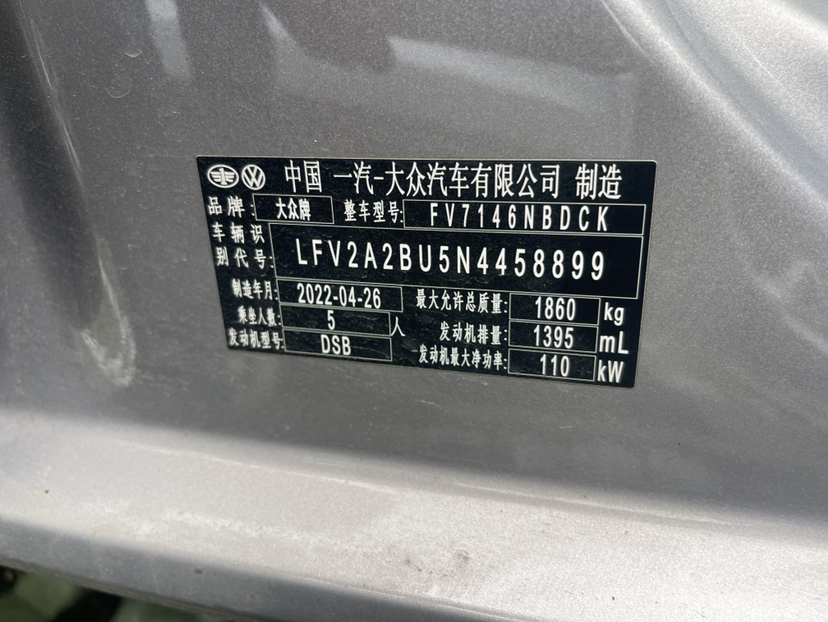 中国 一汽-大众汽车有限公司 制造
品牌: 大众牌 整车型号: FV7146NBDCK
车辆识别代号: LFV2A2BU5N4458899
制造年月: 2022-04-26 最大允许总质量: 1860 kg
乘坐人数: 5 人 发动机排量: 1395 mL
发动机型号: DSB 发动机最大净功率: 110 kW